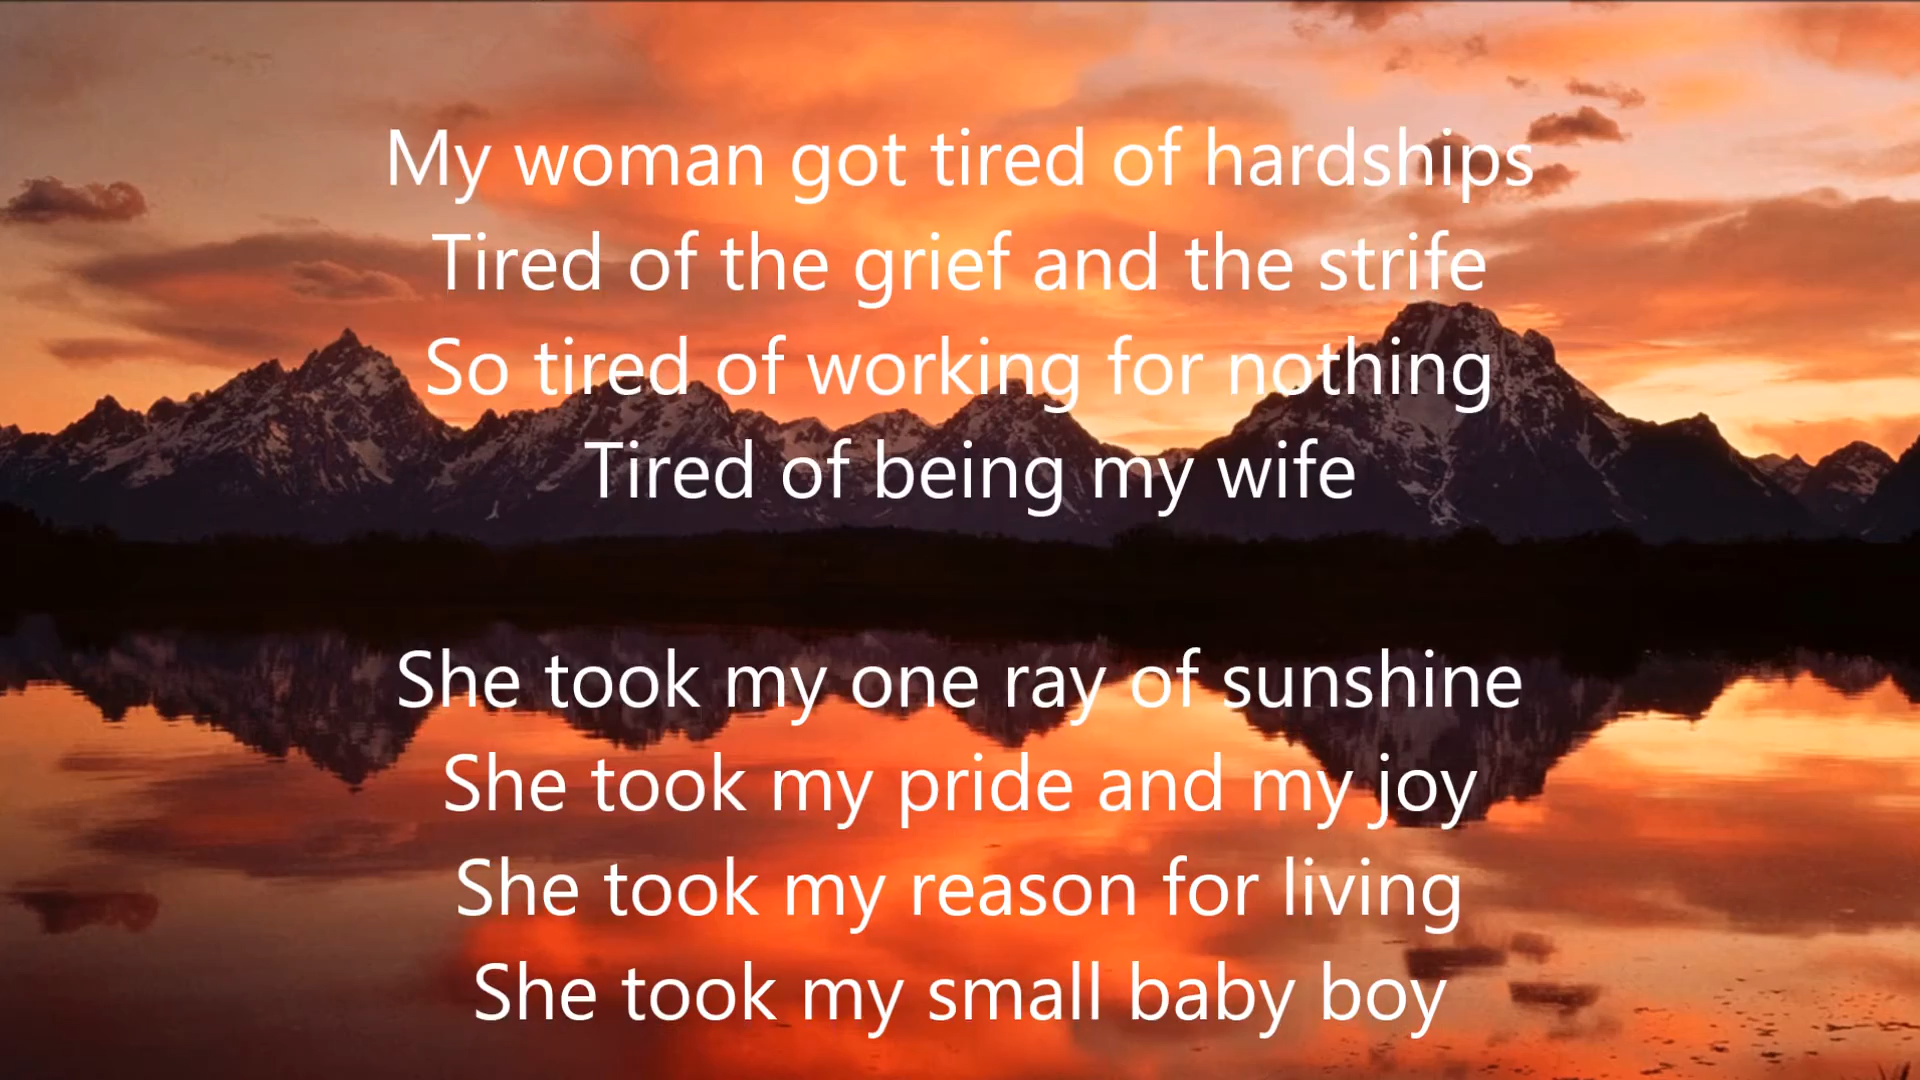 My woman got tired of hardships
Tired of the grief and the strife
So tired of working for nothing
Tired of being my wife
She took my one ray of sunshine
She took my pride and my joy
She took my reason for living
She took my small baby boy